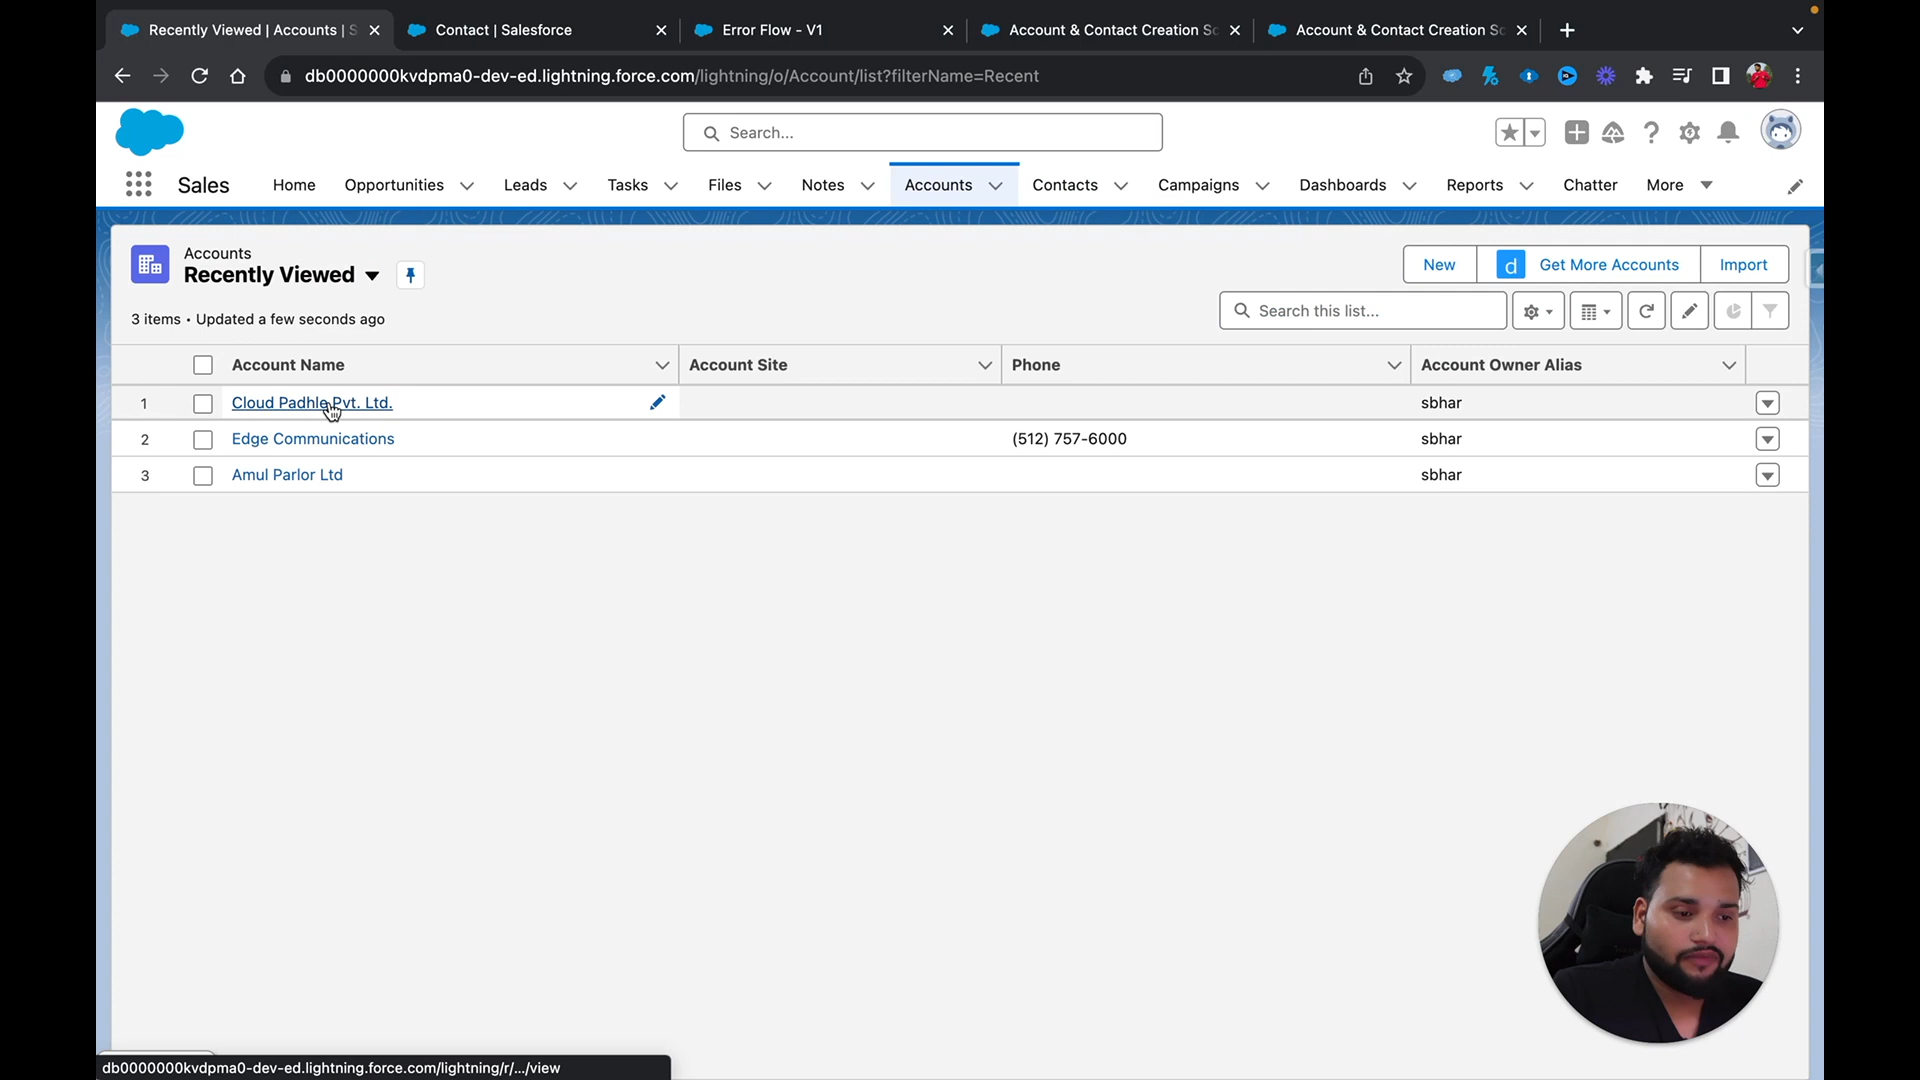 Recently Viewed | Accounts | S
Contact | Salesforce
Error Flow - V1
Account & Contact Creation Sc
Account & Contact Creation Sc
db0000000kvdpma0-dev-ed.lightning.force.com/lightning/o/Account/list?filterName=Recent
Search...
Sales
Home
Opportunities
Leads
Tasks
Files
Notes
Accounts
Contacts
Campaigns
Dashboards
Reports
Chatter
More
Accounts
Recently Viewed
New
d
Get More Accounts
Import
3 items • Updated a few seconds ago
Search this list...
Account Name
Account Site
Phone
Account Owner Alias
1 Cloud Padhle Pvt. Ltd. sbhar
2 Edge Communications (512) 757-6000 sbhar
3 Amul Parlor Ltd sbhar
db0000000kvdpma0-dev-ed.lightning.force.com/lightning/r/.../view